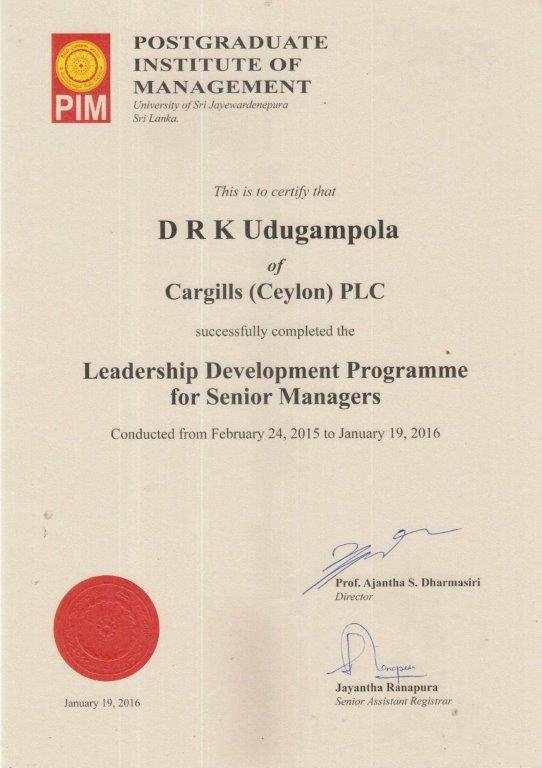 PIM
POSTGRADUATE
INSTITUTE OF
MANAGEMENT
University of Sri Jayewardenepura
Sri Lanka.
This is to certify that
D R K Udugampola
of
Cargills (Ceylon) PLC
successfully completed the
Leadership Development Programme
for Senior Managers
Conducted from February 24, 2015 to January 19, 2016
Prof. Ajantha S. Dharmasiri
Director
Jayantha Ranapura
Senior Assistant Registrar
January 19, 2016